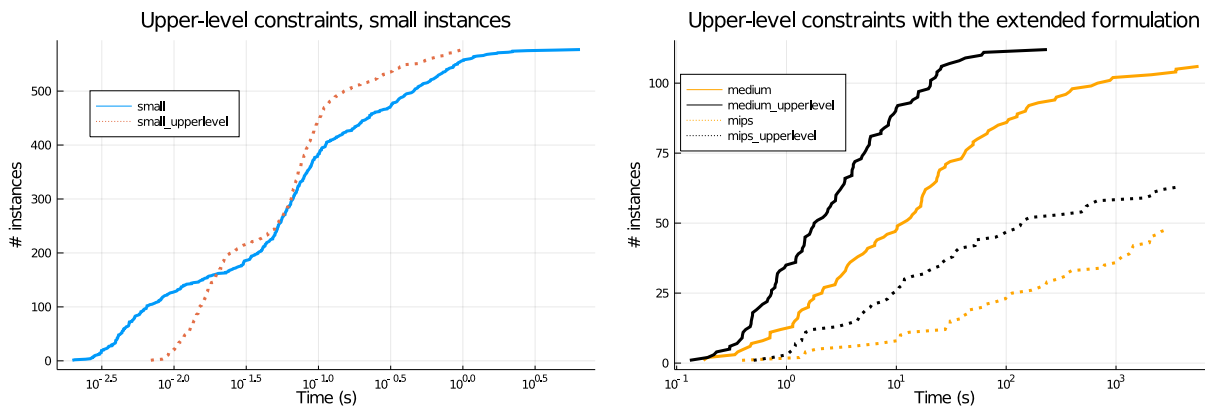 Upper-level constraints, small instances
# instances
500
400
300
200
100
0
small
small_upperlevel
10^-2.5
10^-2.0
10^-1.5
10^-1.0
10^-0.5
10^0.0
10^0.5
Time (s)
Upper-level constraints with the extended formulation
# instances
100
75
50
25
0
medium
medium_upperlevel
mips
mips_upperlevel
10^-1
10^0
10^1
10^2
10^3
Time (s)